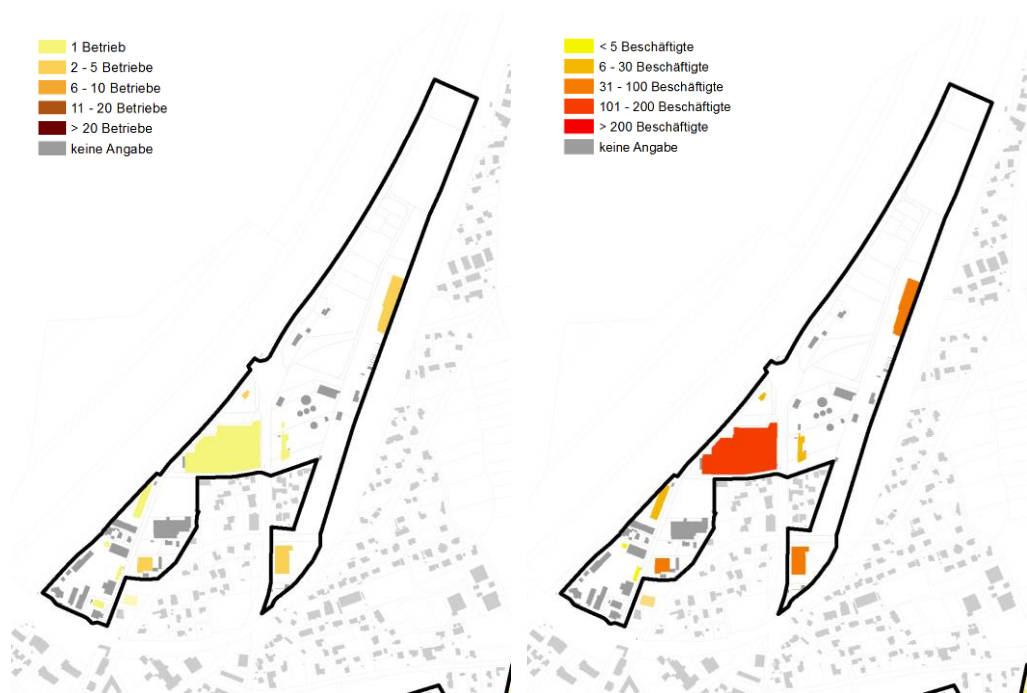 1 Betrieb
2 - 5 Betriebe
6 - 10 Betriebe
11 - 20 Betriebe
> 20 Betriebe
keine Angabe
< 5 Beschäftigte
6 - 30 Beschäftigte
31 - 100 Beschäftigte
101 - 200 Beschäftigte
> 200 Beschäftigte
keine Angabe